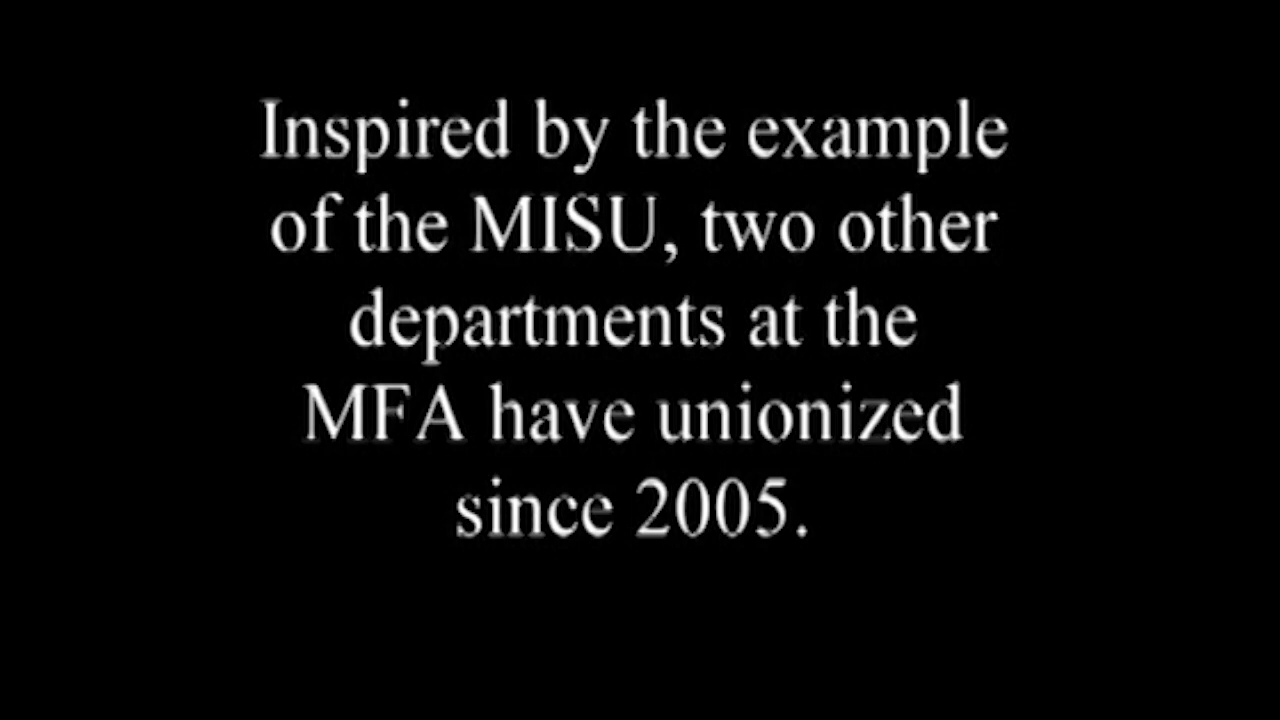 Inspired by the example
of the MISU, two other
departments at the
MFA have unionized
since 2005.